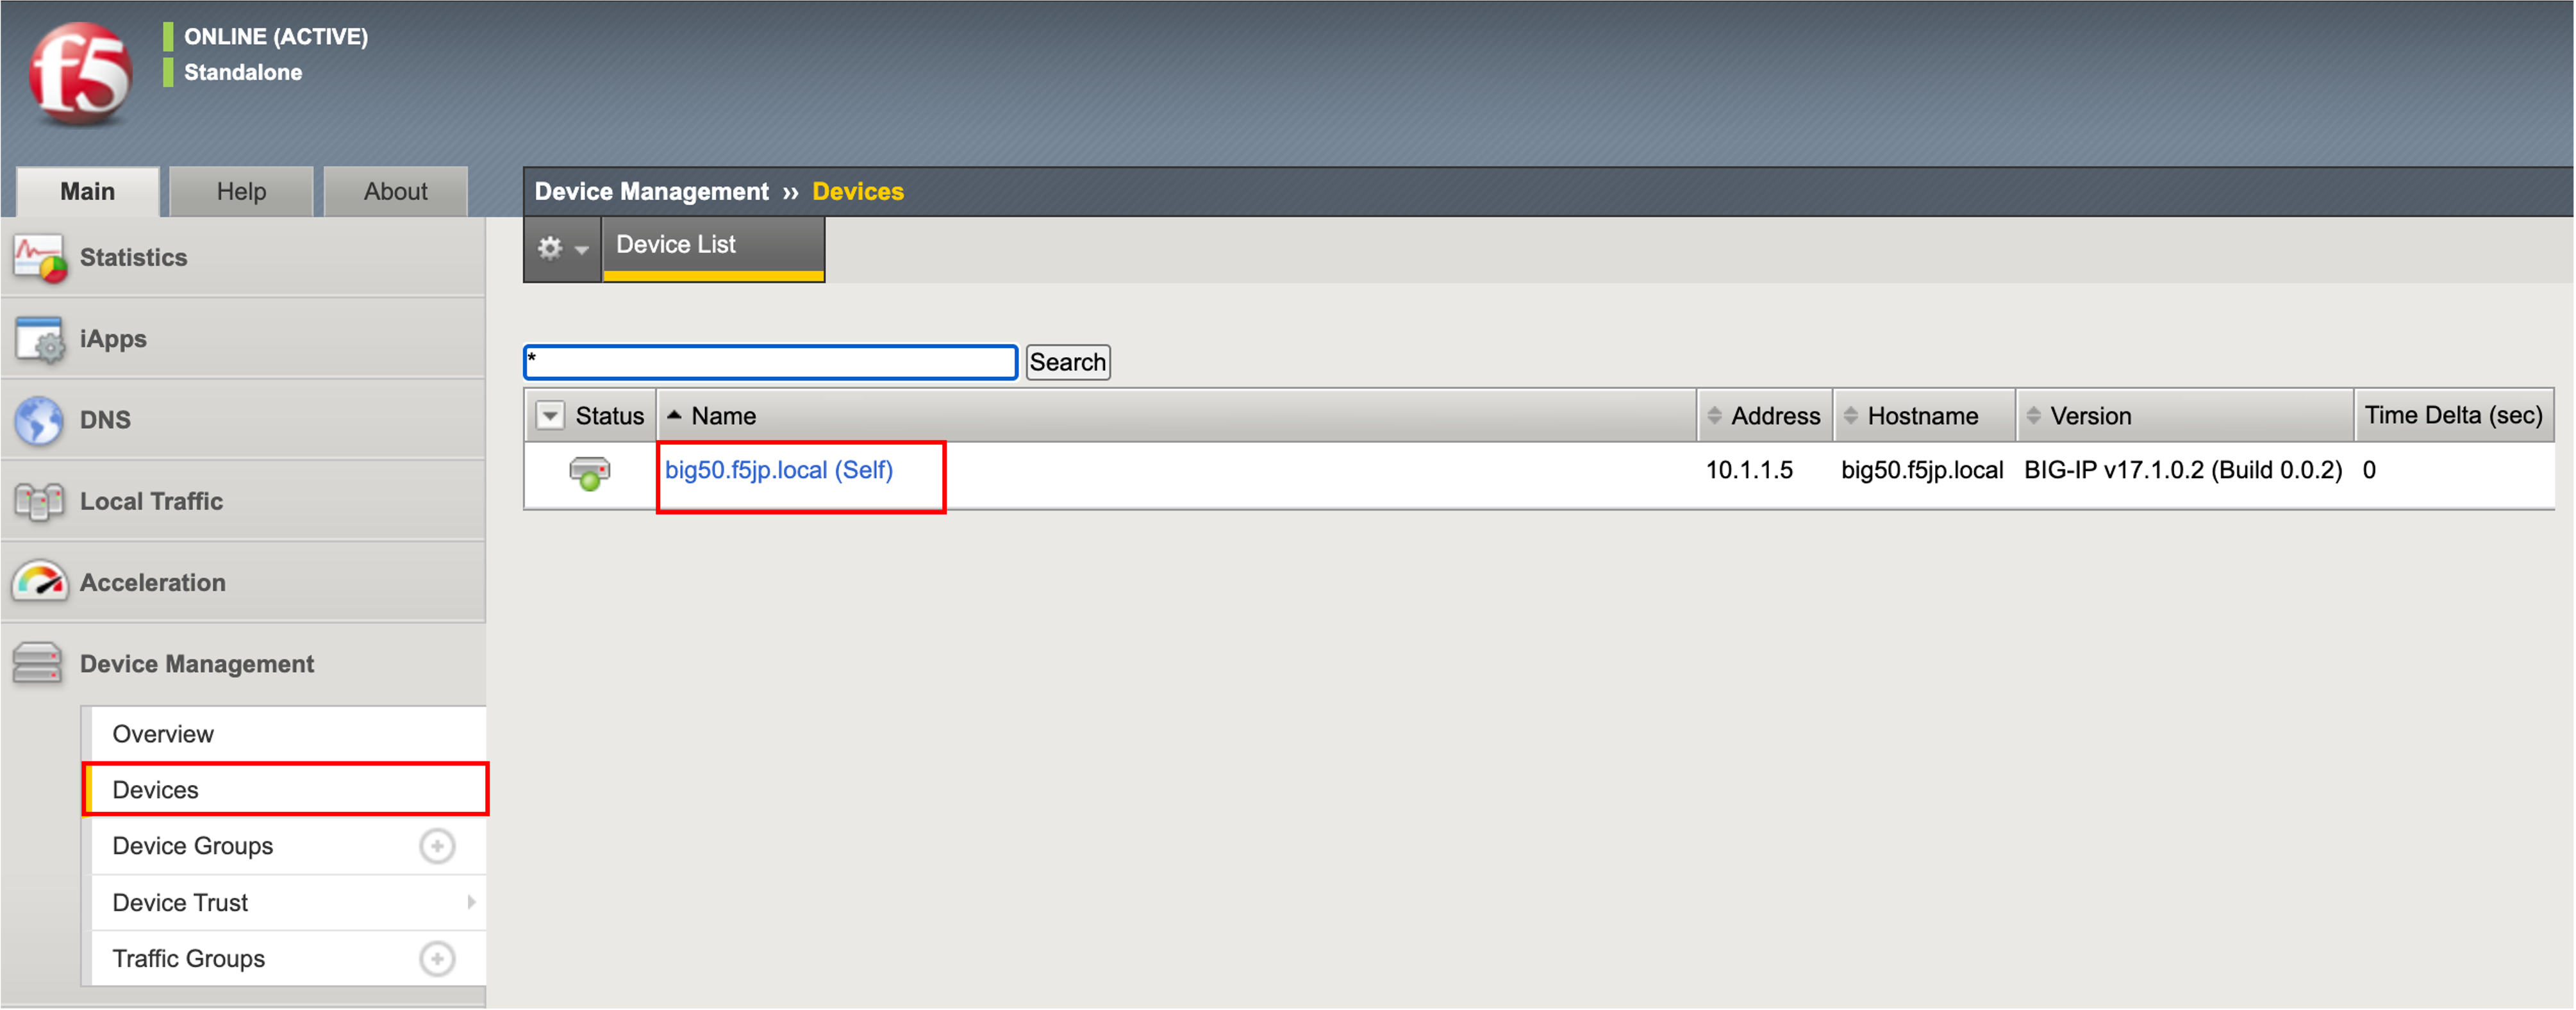 f5
ONLINE (ACTIVE)
Standalone
Main
Help
About
Device Management ›› Devices
Device List
Statistics
iApps
DNS
Local Traffic
Acceleration
Device Management
Overview
Devices
Device Groups
Device Trust
Traffic Groups
*
Search
Status Name Address Hostname Version Time Delta (sec)
big50.f5jp.local (Self) 10.1.1.5 big50.f5jp.local BIG-IP v17.1.0.2 (Build 0.0.2) 0